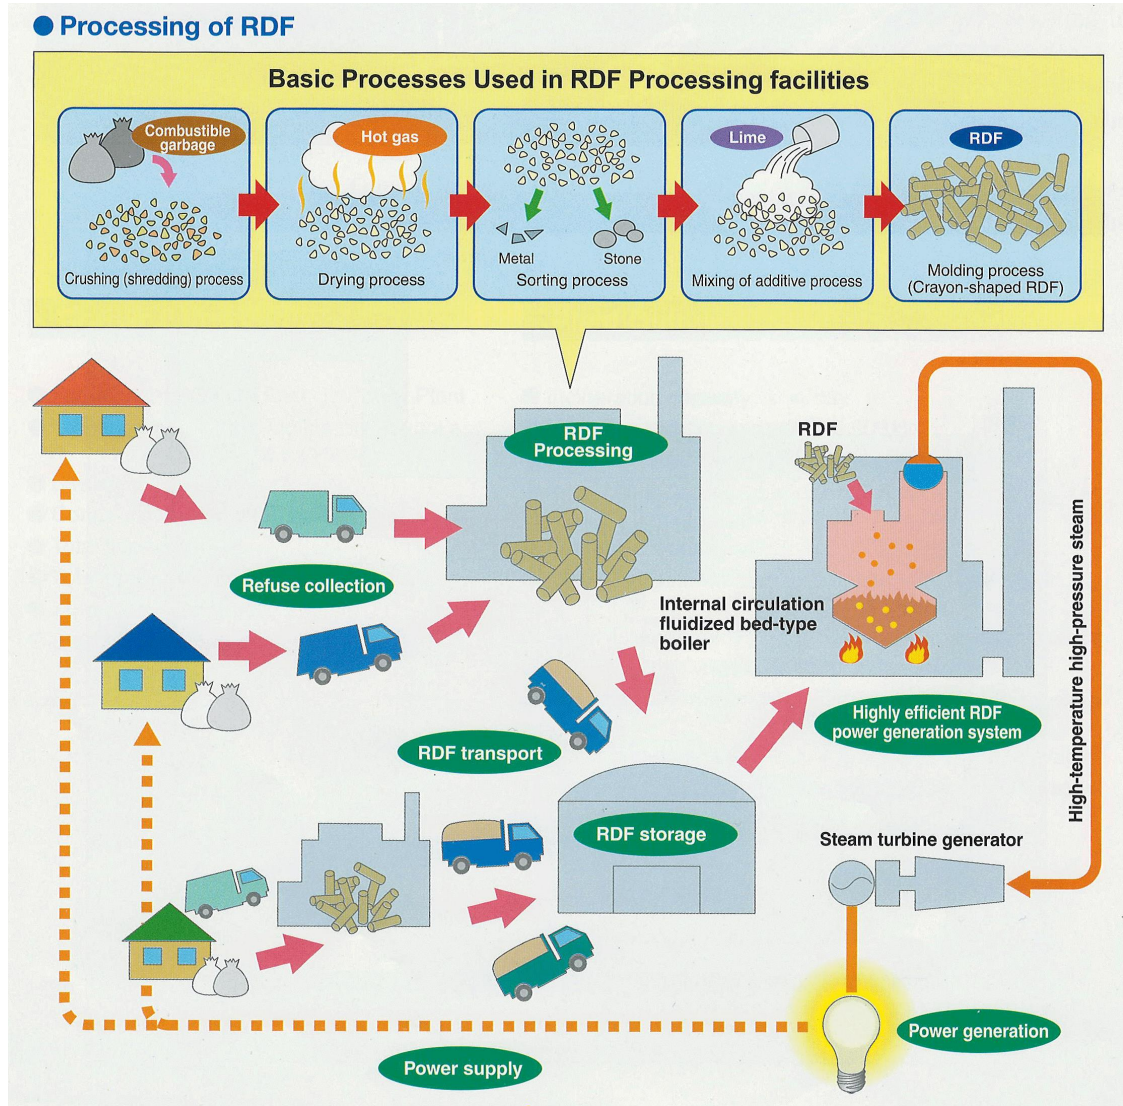 Processing of RDF
Basic Processes Used in RDF Processing facilities
Combustible
garbage
Crushing (shredding) process
Hot gas
Drying process
Metal
Stone
Sorting process
Lime
Mixing of additive process
RDF
Molding process
(Crayon-shaped RDF)
RDF
Processing
RDF
Refuse collection
Internal circulation
fluidized bed-type
boiler
High-temperature high-pressure steam
Highly efficient RDF
power generation system
RDF transport
RDF storage
Steam turbine generator
Power generation
Power supply